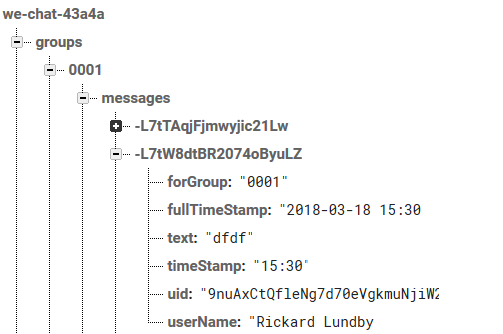 we-chat-43a4a
groups
0001
messages
-L7tTAqjFjmwyjic21Lw
-L7tW8dtBR2074oByuLZ
forGroup: "0001"
fullTimeStamp: "2018-03-18 15:30
text: "dfdf"
timeStamp: "15:30"
uid: "9nuAxCtQfleNg7d70eVgkmuNjiW2
userName: "Rickard Lundby